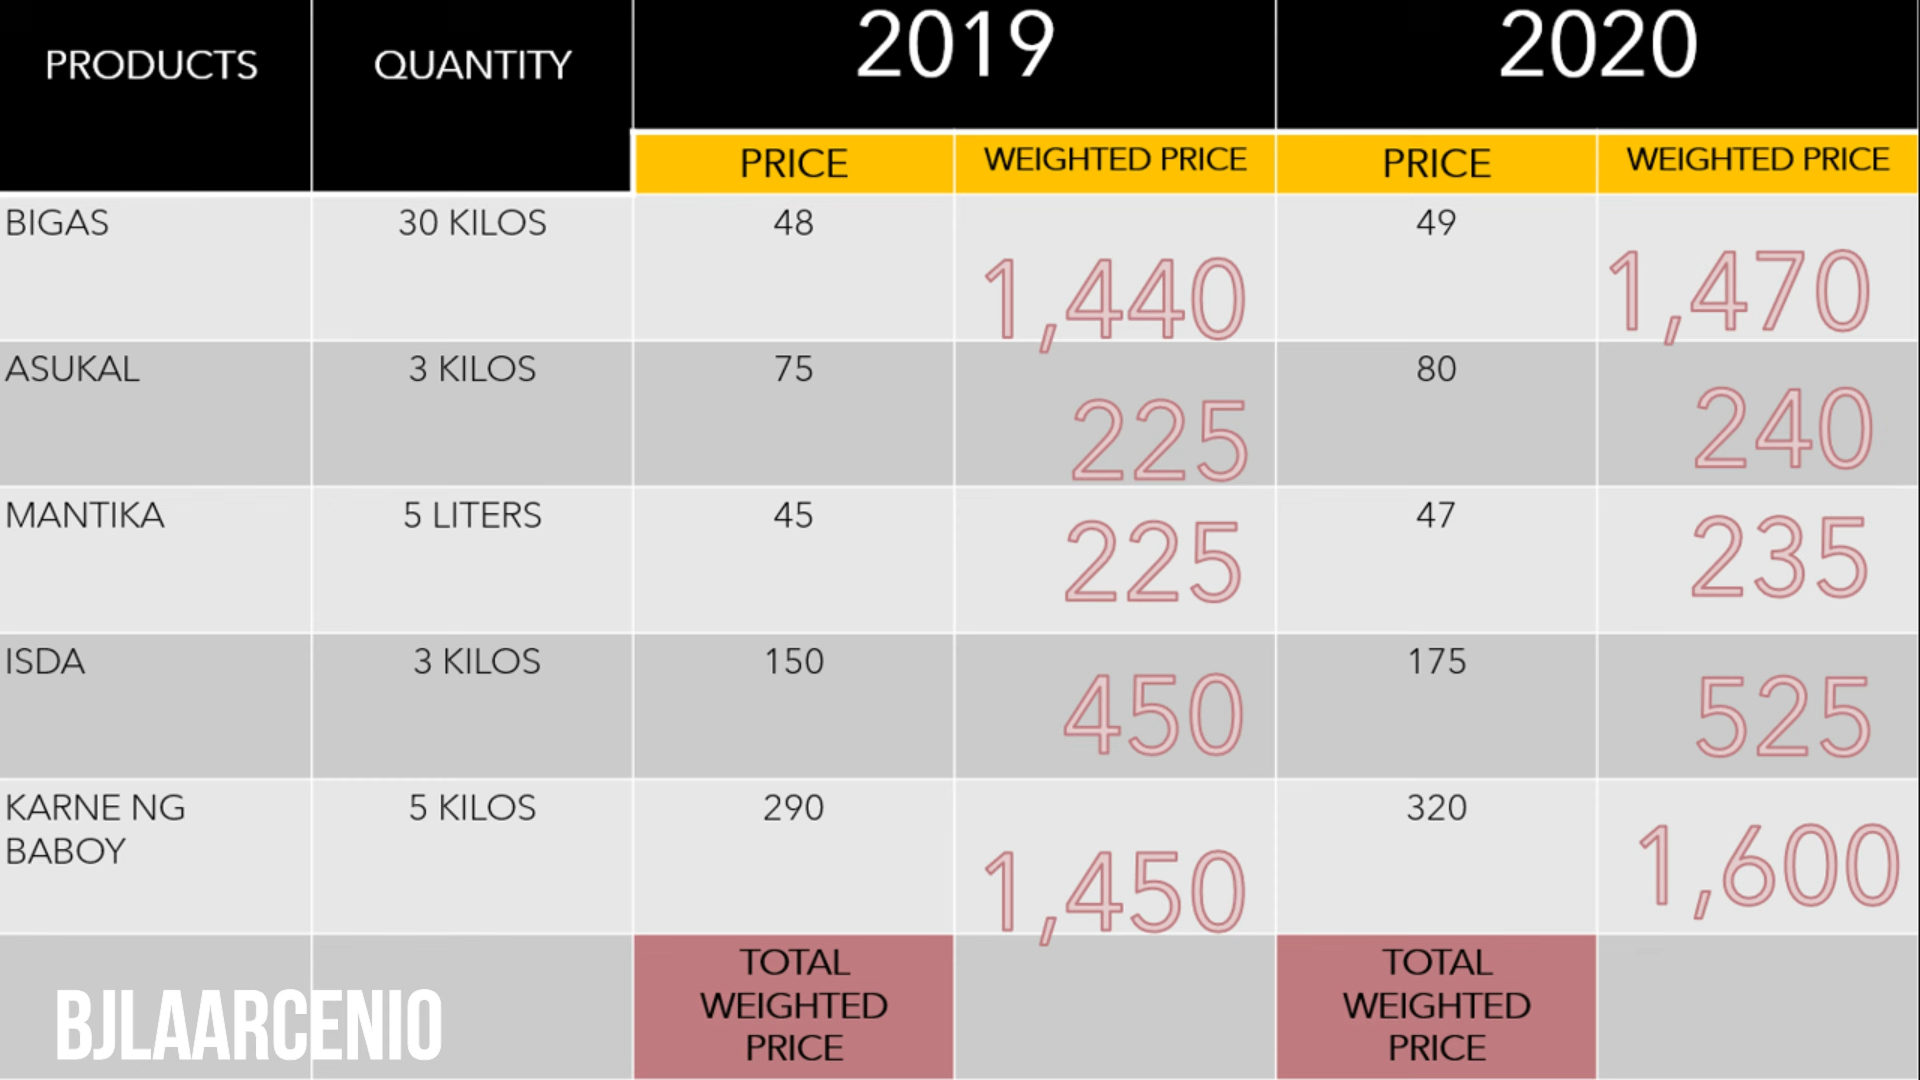 PRODUCTS QUANTITY 2019 2020
PRICE WEIGHTED PRICE PRICE WEIGHTED PRICE
BIGAS 30 KILOS 48 1,440 49 1,470
ASUKAL 3 KILOS 75 225 80 240
MANTIKA 5 LITERS 45 225 47 235
ISDA 3 KILOS 150 450 175 525
KARNE NG BABOY 5 KILOS 290 1,450 320 1,600
TOTAL WEIGHTED PRICE TOTAL WEIGHTED PRICE
BJLAARCENIO